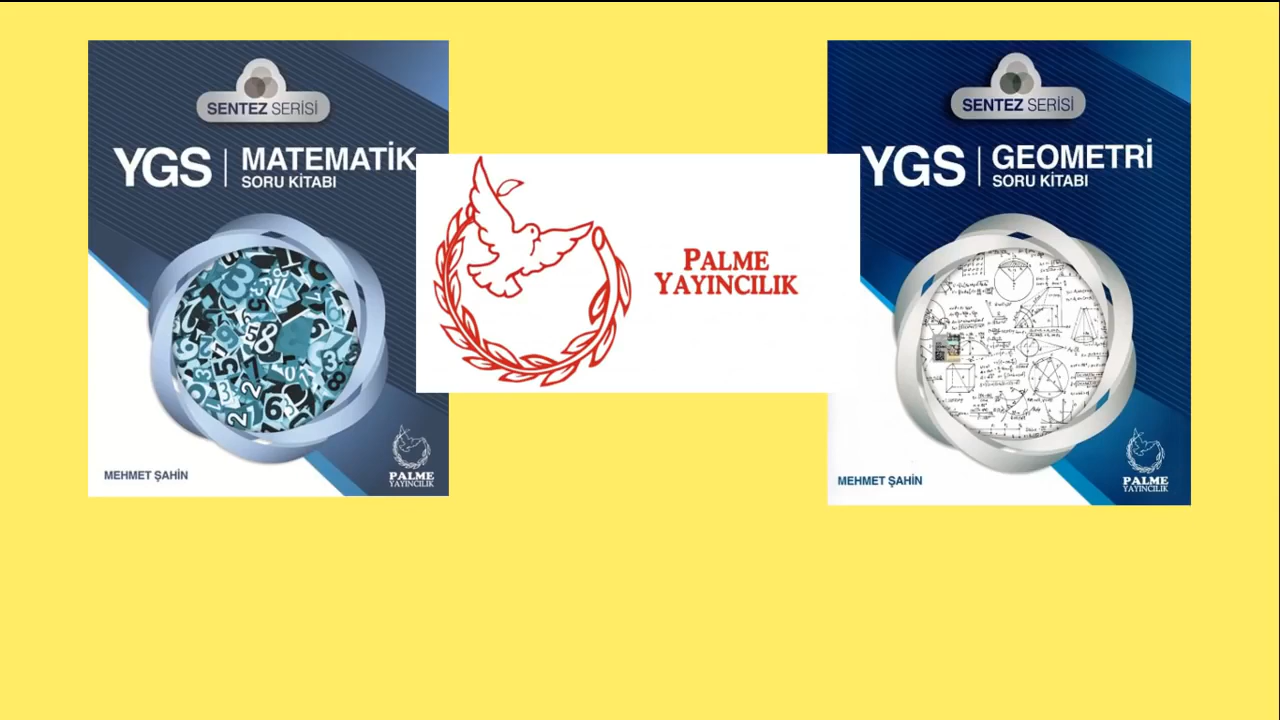 SENTEZ SERİSİ
YGS
MATEMATİK
SORU KİTABI
MEHMET ŞAHİN
PALME
YAYINCILIK
PALME
YAYINCILIK
SENTEZ SERİSİ
YGS
GEOMETRİ
SORU KİTABI
MEHMET ŞAHİN
PALME
YAYINCILIK